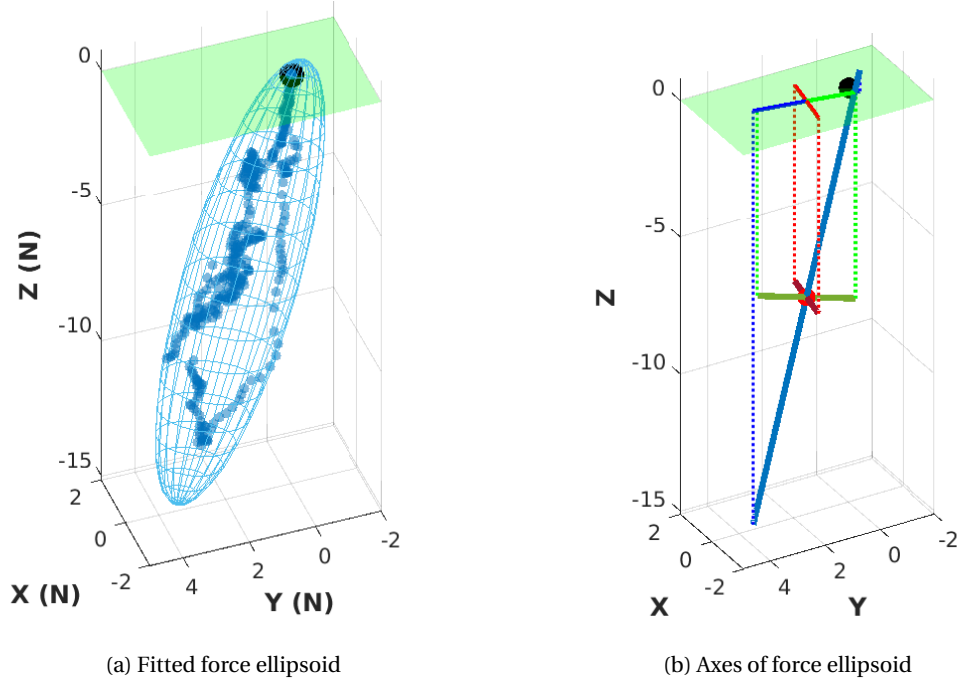 0
-5
-10
-15
Z (N)
2
0
-2
X (N)
4
2
0
-2
Y (N)
(a) Fitted force ellipsoid
0
-5
-10
-15
Z
2
0
-2
X
4
2
0
-2
Y
(b) Axes of force ellipsoid